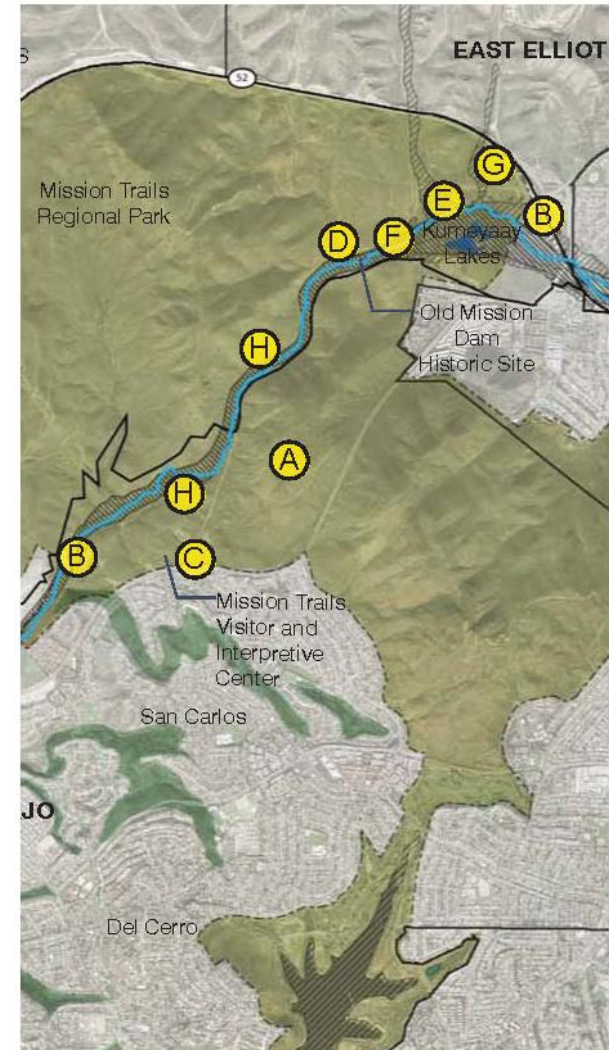 S
EAST ELLIOT
52
G
Mission Trails
Regional Park
E
B
D
F
Kumeyaay
Lakes
Old Mission
Dam
Historic Site
H
A
H
B
C
Mission Trails
Visitor and
Interpretive
Center
San Carlos
JO
Del Cerro